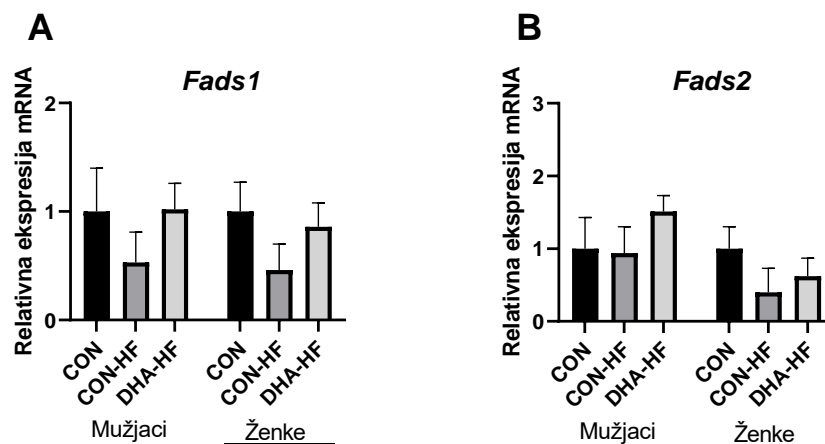 A
Fads1
Relativna ekspresija mRNA
2
1
0
CON
CON-HF
DHA-HF
CON
CON-HF
DHA-HF
Mužjaci
Ženke
B
Fads2
Relativna ekspresija mRNA
3
2
1
0
CON
CON-HF
DHA-HF
CON
CON-HF
DHA-HF
Mužjaci
Ženke